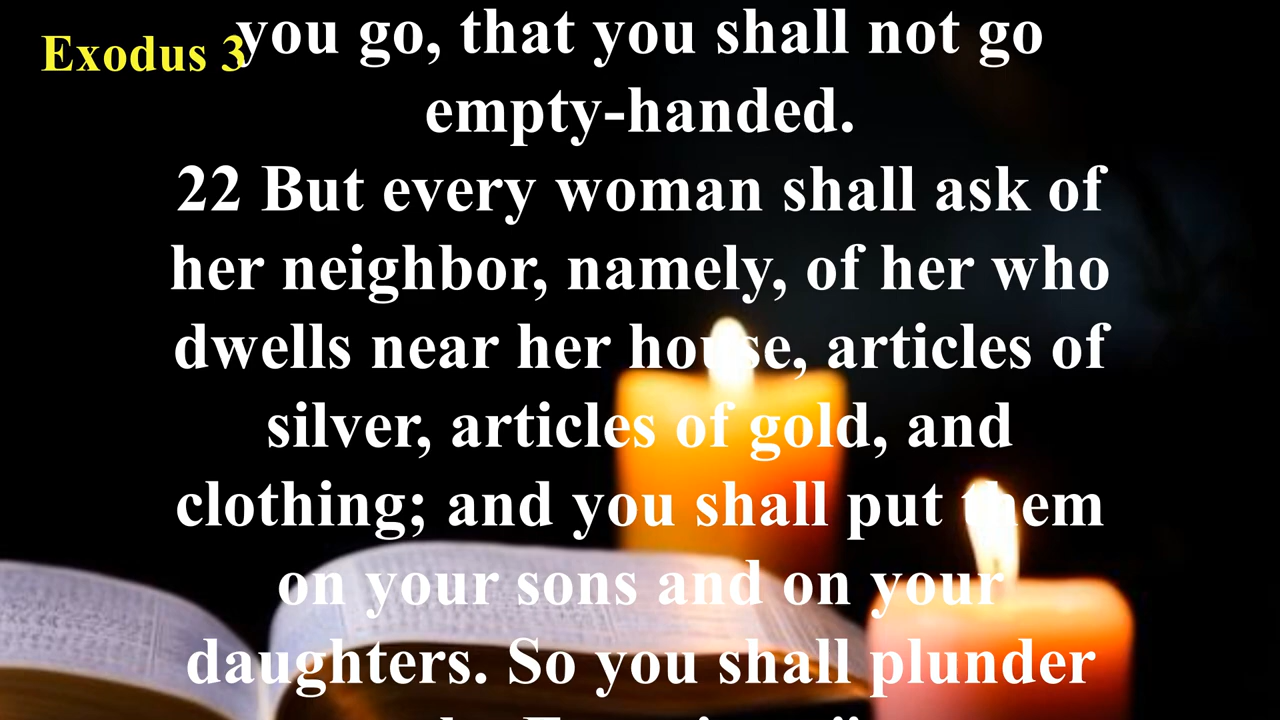 Exodus 3
you go, that you shall not go
empty-handed.
22 But every woman shall ask of
her neighbor, namely, of her who
dwells near her house, articles of
silver, articles of gold, and
clothing; and you shall put them
on your sons and on your
daughters. So you shall plunder